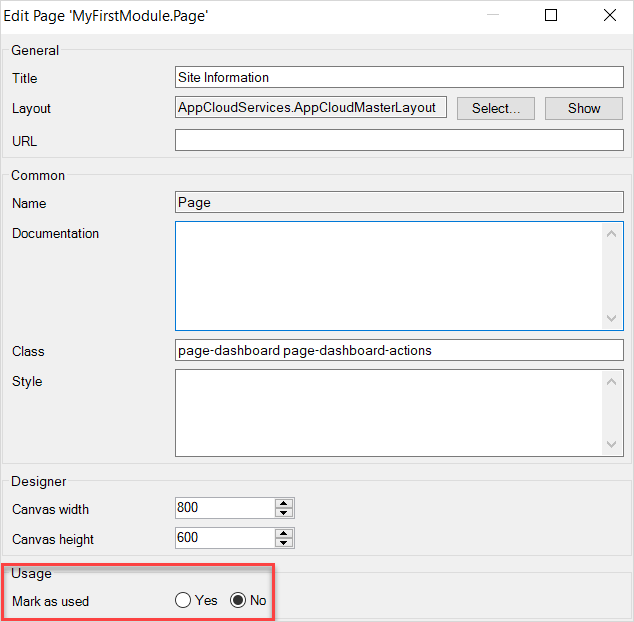 Edit Page 'MyFirstModule.Page'
General
Title Site Information
Layout AppCloudServices.AppCloudMasterLayout Select... Show
URL
Common
Name Page
Documentation
Class page-dashboard page-dashboard-actions
Style
Designer
Canvas width 800
Canvas height 600
Usage
Mark as used Yes No